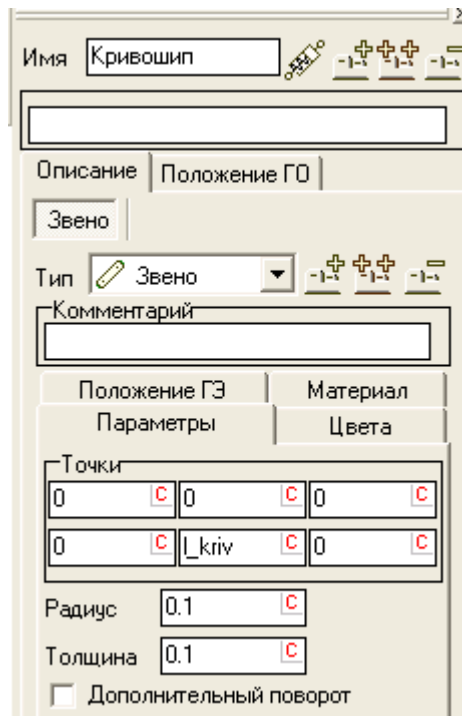 Имя Кривошип
Описание Положение ГО
Звено
Тип Звено
Комментарий
Положение ГЭ Материал
Параметры Цвета
Точки
0 C 0 C 0 C
0 C l_kriv C 0 C
Радиус 0.1 C
Толщина 0.1 C
Дополнительный поворот